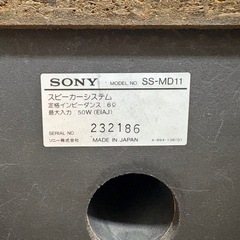 SONY MODEL NO. SS-MD11
スピーカーシステム
定格インピーダンス:6Ω
最大入力:50W(EIAJ)
SERIAL NO. 232186
ソニー株式会社 MADE IN JAPAN